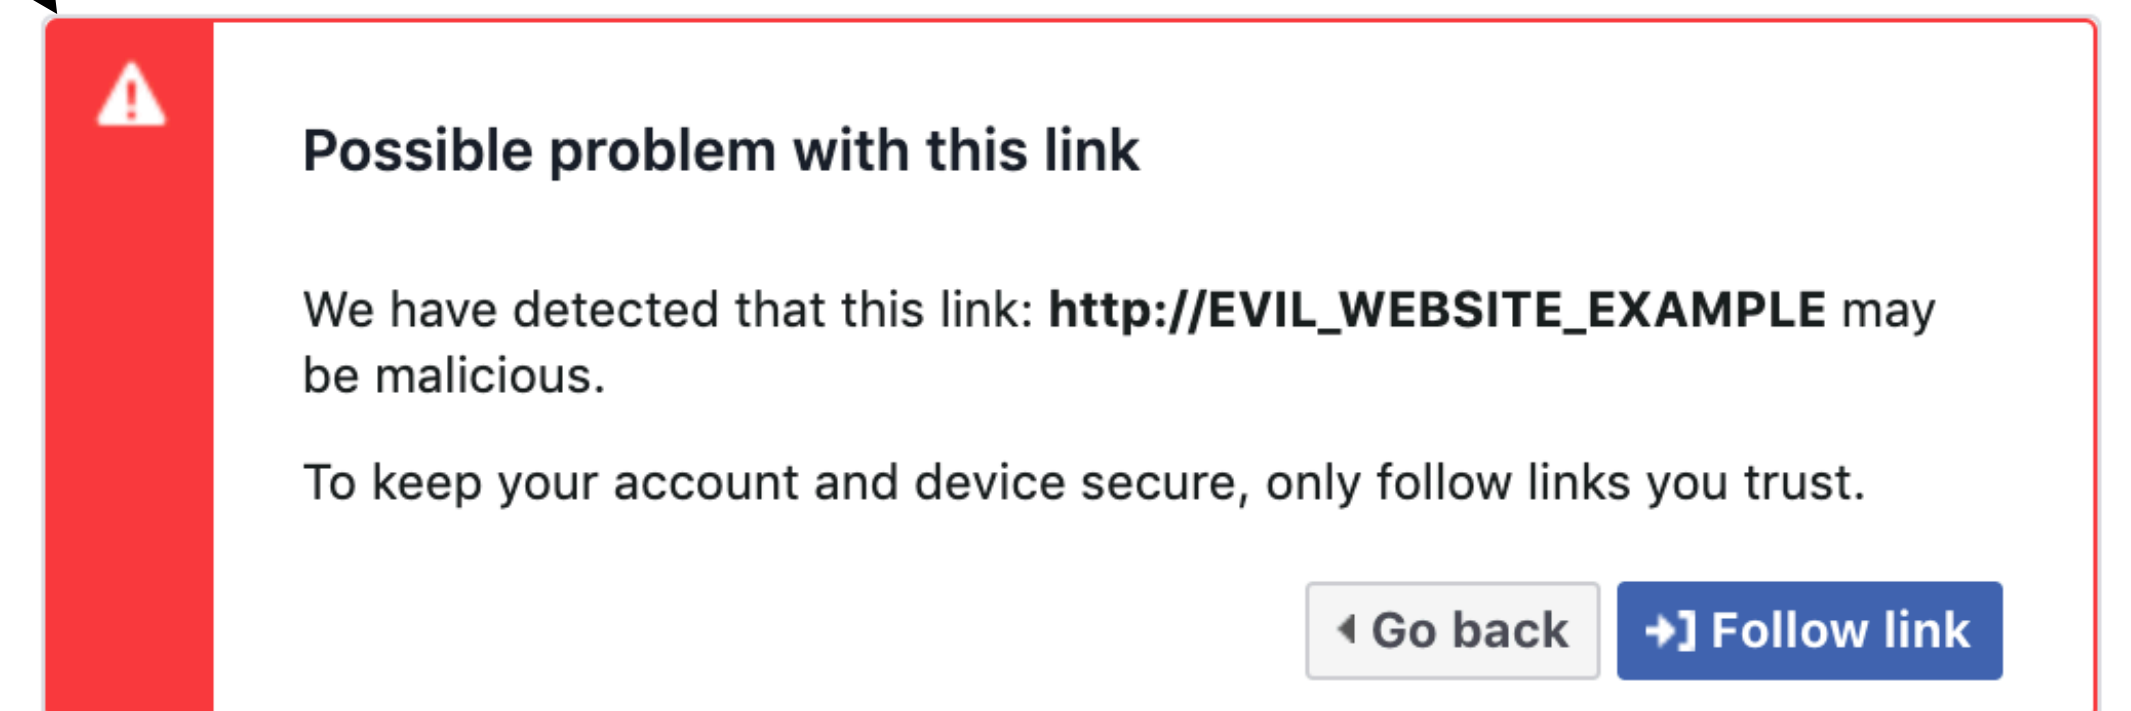 Possible problem with this link
We have detected that this link: http://EVIL_WEBSITE_EXAMPLE may
be malicious.
To keep your account and device secure, only follow links you trust.
Go back
Follow link